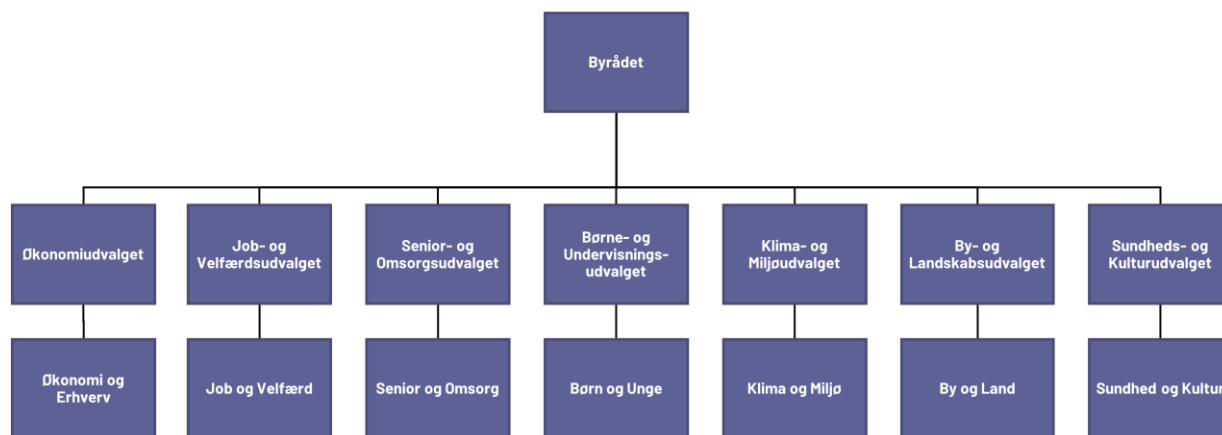 Byrådet
Økonomiudvalget
Job- og
Velfærdsudvalget
Senior- og
Omsorgsudvalget
Børne- og
Undervisnings-
udvalget
Klima- og
Miljøudvalget
By- og
Landskabsudvalget
Sundheds- og
Kulturudvalget
Økonomi og
Erhverv
Job og Velfærd
Senior og Omsorg
Børn og Unge
Klima og Miljø
By og Land
Sundhed og Kultur